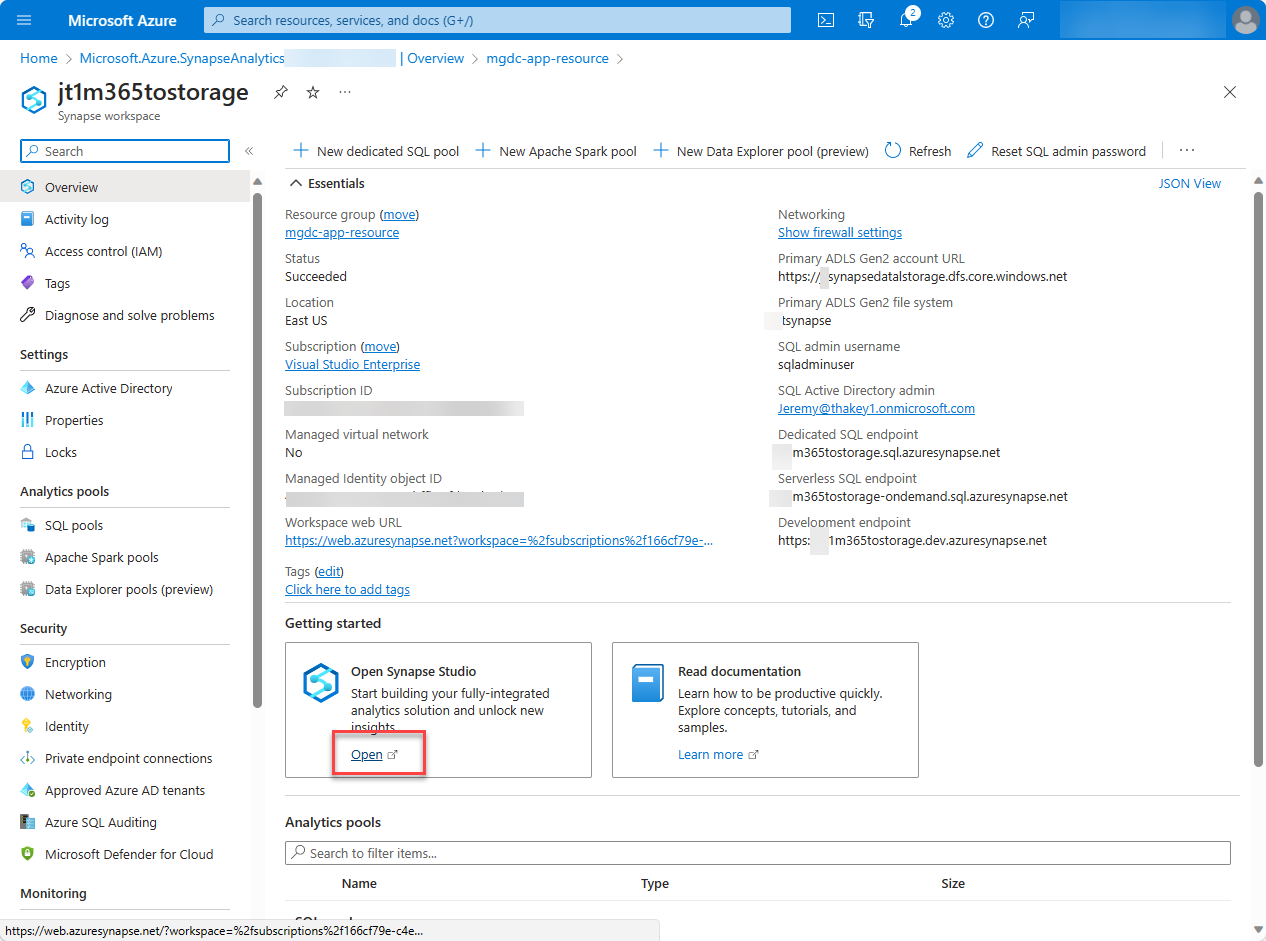 Microsoft Azure
Search resources, services, and docs (G+/)
2
Home > Microsoft.Azure.SynapseAnalytics | Overview > mgdc-app-resource >
jt1m365tostorage
Synapse workspace
Search
«
New dedicated SQL pool
New Apache Spark pool
New Data Explorer pool (preview)
Refresh
Reset SQL admin password
Overview
Activity log
Access control (IAM)
Tags
Diagnose and solve problems
Settings
Azure Active Directory
Properties
Locks
Analytics pools
SQL pools
Apache Spark pools
Data Explorer pools (preview)
Security
Encryption
Networking
Identity
Private endpoint connections
Approved Azure AD tenants
Azure SQL Auditing
Microsoft Defender for Cloud
Monitoring
Essentials
JSON View
Resource group (move)
mgdc-app-resource
Status
Succeeded
Location
East US
Subscription (move)
Visual Studio Enterprise
Subscription ID
Managed virtual network
No
Managed Identity object ID
Workspace web URL
https://web.azuresynapse.net?workspace=%2fsubscriptions%2f166cf79e-...
Tags (edit)
Click here to add tags
Networking
Show firewall settings
Primary ADLS Gen2 account URL
https:// synapsedatalstorage.dfs.core.windows.net
Primary ADLS Gen2 file system
tsynapse
SQL admin username
sqladminuser
SQL Active Directory admin
Jeremy@thakey1.onmicrosoft.com
Dedicated SQL endpoint
m365tostorage.sql.azuresynapse.net
Serverless SQL endpoint
m365tostorage-ondemand.sql.azuresynapse.net
Development endpoint
https: 1m365tostorage.dev.azuresynapse.net
Getting started
Open Synapse Studio
Start building your fully-integrated
analytics solution and unlock new
insights.
Open
Read documentation
Learn how to be productive quickly.
Explore concepts, tutorials, and
samples.
Learn more
Analytics pools
Search to filter items...
Name Type Size
https://web.azuresynapse.net/?workspace=%2fsubscriptions%2f166cf79e-c4e...